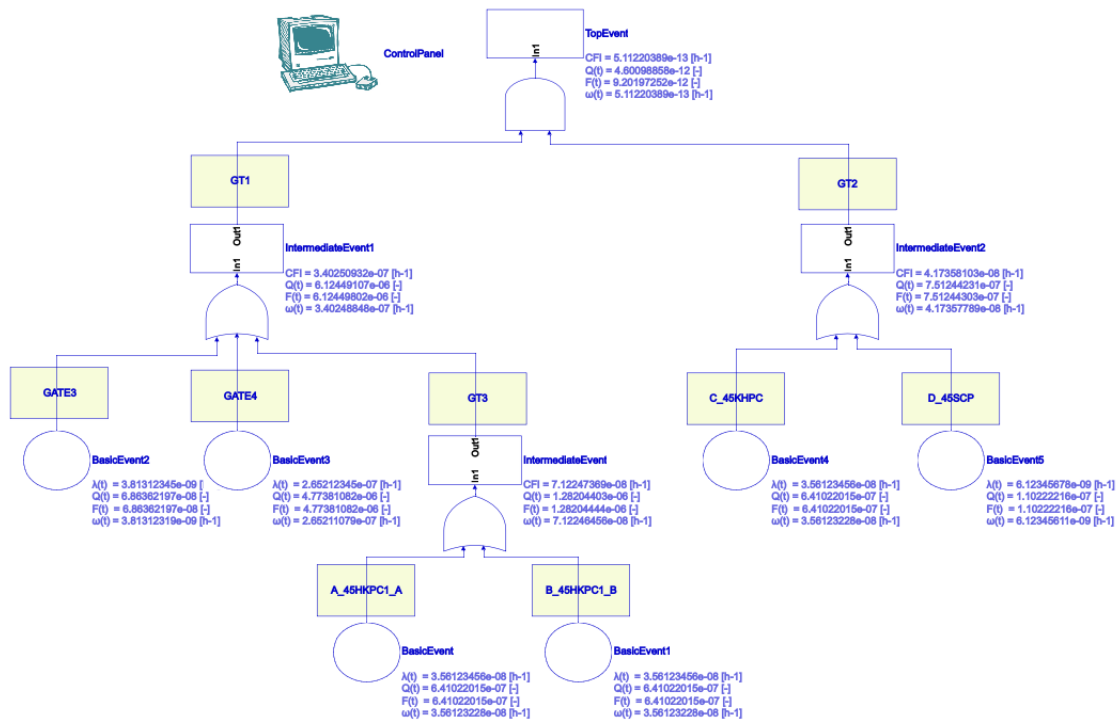 TopEvent
ControlPanel
In1
CFI = 5.11220389e-13 [h-1]
Q(t) = 4.60098858e-12 [-]
F(t) = 9.20197252e-12 [-]
ω(t) = 5.11220389e-13 [h-1]
GT1
GT2
Out1
In1
IntermediateEvent1
CFI = 3.40250932e-07 [h-1]
Q(t) = 6.12449107e-06 [-]
F(t) = 6.12449802e-06 [-]
ω(t) = 3.40248848e-07 [h-1]
Out1
In1
IntermediateEvent2
CFI = 4.17358103e-08 [h-1]
Q(t) = 7.51244231e-07 [-]
F(t) = 7.51244303e-07 [-]
ω(t) = 4.17357789e-08 [h-1]
GATE3
GATE4
GT3
C_45KHPC
D_45SCP
BasicEvent2
λ(t) = 3.81312345e-09 [
Q(t) = 6.86362197e-08 [-]
F(t) = 6.86362197e-08 [-]
ω(t) = 3.81312319e-09 [h-1]
BasicEvent3
λ(t) = 2.65212345e-07 [h-1]
Q(t) = 4.77381082e-06 [-]
F(t) = 4.77381082e-06 [-]
ω(t) = 2.65211079e-07 [h-1]
Out1
In1
IntermediateEvent
CFI = 7.12247369e-08 [h-1]
Q(t) = 1.28204403e-06 [-]
F(t) = 1.28204444e-06 [-]
ω(t) = 7.12246456e-08 [h-1]
BasicEvent4
λ(t) = 3.56123456e-08 [h-1]
Q(t) = 6.41022015e-07 [-]
F(t) = 6.41022015e-07 [-]
ω(t) = 3.56123228e-08 [h-1]
BasicEvent5
λ(t) = 6.12345678e-09 [h-1]
Q(t) = 1.10222216e-07 [-]
F(t) = 1.10222216e-07 [-]
ω(t) = 6.12345611e-09 [h-1]
A_45HKPC1_A
B_45HKPC1_B
BasicEvent
λ(t) = 3.56123456e-08 [h-1]
Q(t) = 6.41022015e-07 [-]
F(t) = 6.41022015e-07 [-]
ω(t) = 3.56123228e-08 [h-1]
BasicEvent1
λ(t) = 3.56123456e-08 [h-1]
Q(t) = 6.41022015e-07 [-]
F(t) = 6.41022015e-07 [-]
ω(t) = 3.56123228e-08 [h-1]